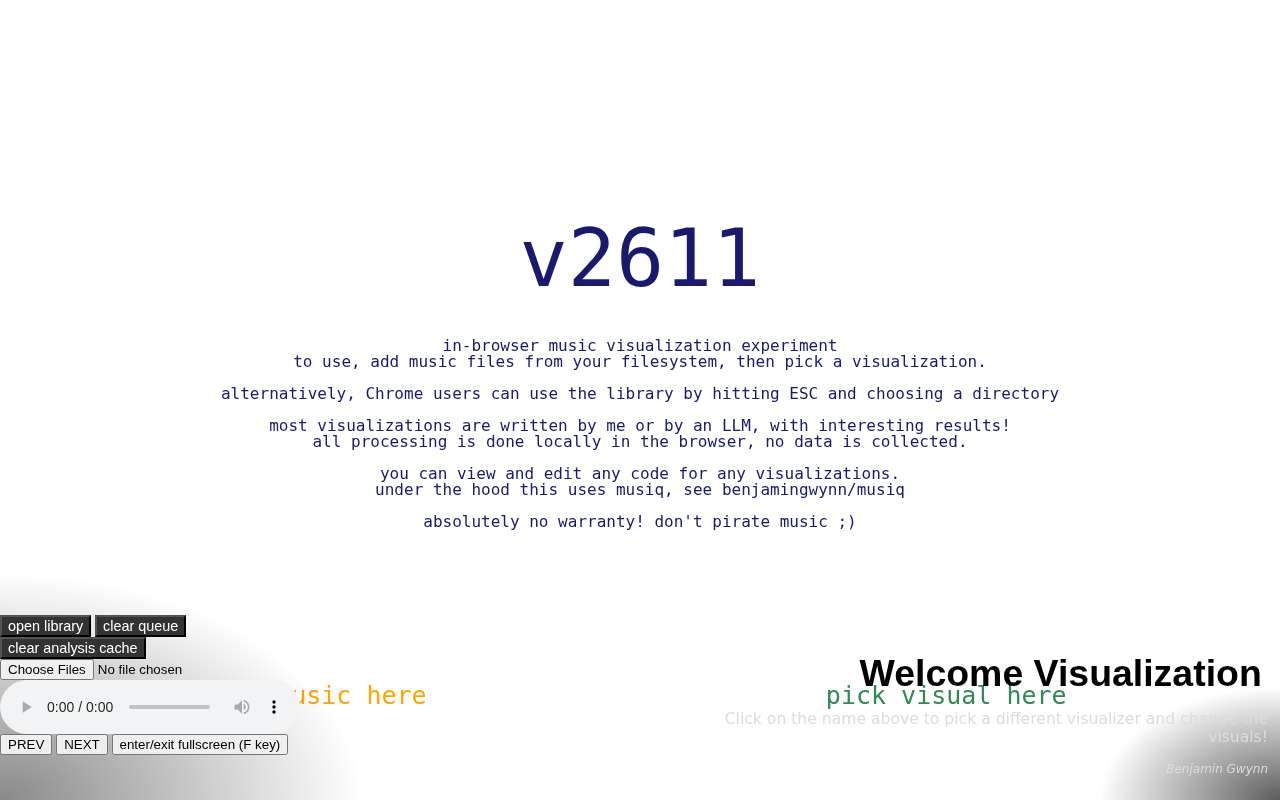 v2611
in-browser music visualization experiment
to use, add music files from your filesystem, then pick a visualization.
alternatively, Chrome users can use the library by hitting ESC and choosing a directory
most visualizations are written by me or by an LLM, with interesting results!
all processing is done locally in the browser, no data is collected.
you can view and edit any code for any visualizations.
under the hood this uses musiq, see benjamingwynn/musiq
absolutely no warranty! don't pirate music ;)
open library clear queue
clear analysis cache
Choose Files No file chosen
usic here
0:00 / 0:00
PREV NEXT enter/exit fullscreen (F key)
Welcome Visualization
pick visual here
Click on the name above to pick a different visualizer and change the
visuals!
Benjamin Gwynn